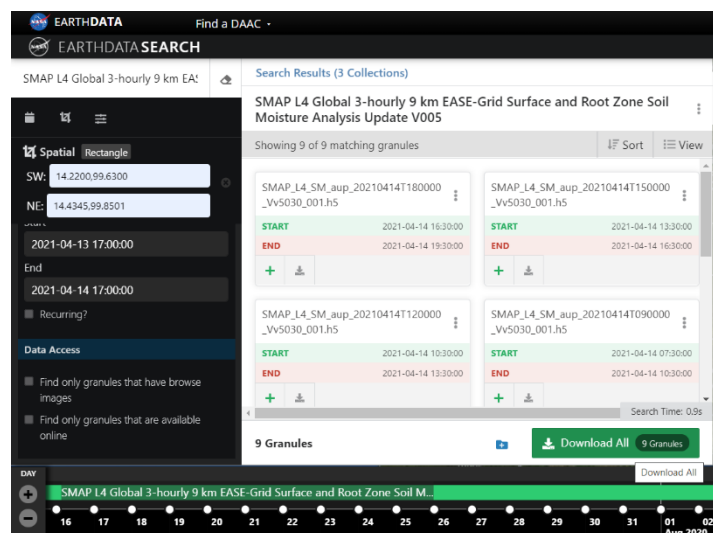 EARTHDATA
Find a DAAC
EARTHDATA SEARCH
SMAP L4 Global 3-hourly 9 km EA
Spatial Rectangle
SW: 14.2200,99.6300
NE: 14.4345,99.8501
Start
2021-04-13 17:00:00
End
2021-04-14 17:00:00
Recurring?
Data Access
Find only granules that have browse
images
Find only granules that are available
online
Search Results (3 Collections)
SMAP L4 Global 3-hourly 9 km EASE-Grid Surface and Root Zone Soil
Moisture Analysis Update V005
Showing 9 of 9 matching granules
Sort
View
SMAP_L4_SM_aup_20210414T180000
_Vv5030_001.h5
START 2021-04-14 16:30:00
END 2021-04-14 19:30:00
SMAP_L4_SM_aup_20210414T150000
_Vv5030_001.h5
START 2021-04-14 13:30:00
END 2021-04-14 16:30:00
SMAP_L4_SM_aup_20210414T120000
_Vv5030_001.h5
START 2021-04-14 10:30:00
END 2021-04-14 13:30:00
SMAP_L4_SM_aup_20210414T090000
_Vv5030_001.h5
START 2021-04-14 07:30:00
END 2021-04-14 10:30:00
Search Time: 0.9s
9 Granules
Download All 9 Granules
Download All
DAY
SMAP L4 Global 3-hourly 9 km EASE-Grid Surface and Root Zone Soil M...
16 17 18 19 20 21 22 23 24 25 26 27 28 29 30 31 01 02
Aug 2020